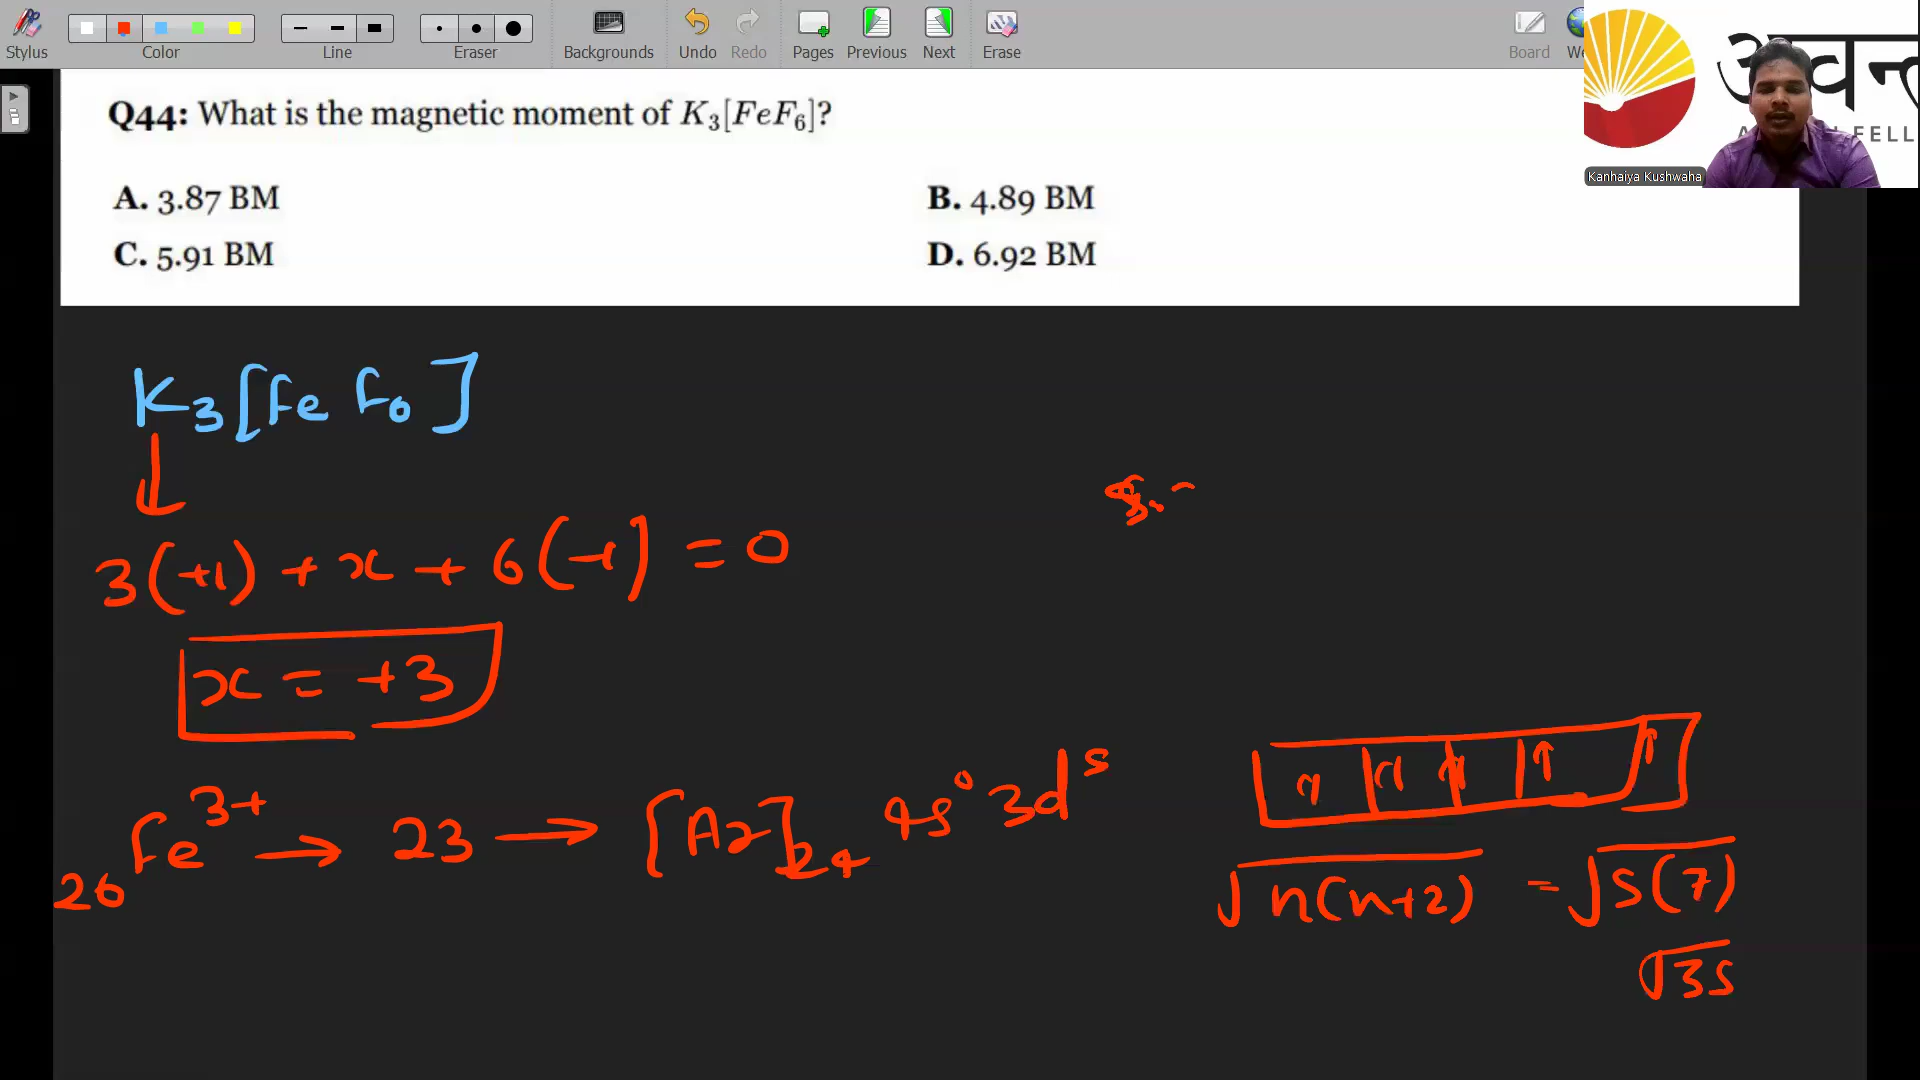 Stylus
Color
Line
Eraser
Backgrounds
Undo
Redo
Pages
Previous
Next
Erase
Board
Q44: What is the magnetic moment of K₃[FeF₆]?
A. 3.87 BM
B. 4.89 BM
C. 5.91 BM
D. 6.92 BM
अवन्त
FELL
Kanhaiya Kushwaha
K₃[FeF₆]
3(+1) + x + 6(-1) = 0
x = +3
₂₆Fe³⁺ → 23 → [Ar] 4s⁰ 3d⁵
√n(n+2) = √5(7)
√35